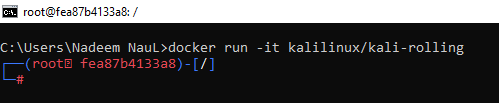 root@fea87b4133a8: /
C:\Users\Nadeem NauL>docker run -it kalilinux/kali-rolling
┌──(root fea87b4133a8)-[/]
└─#